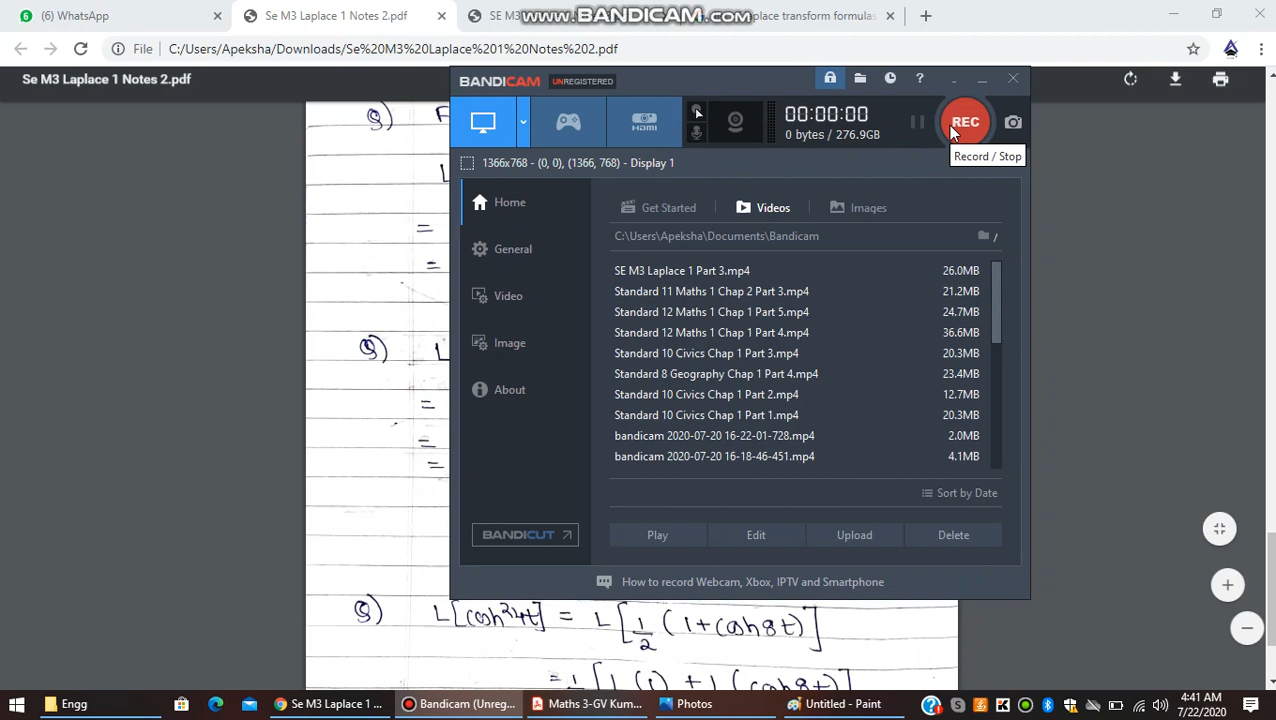 (6) WhatsApp
Se M3 Laplace 1 Notes 2.pdf
SE M3
place transform formulas
www.BANDICAM.com
File
C:/Users/Apeksha/Downloads/Se%20M3%20Laplace%201%20Notes%202.pdf
Se M3 Laplace 1 Notes 2.pdf
BANDICAM UNREGISTERED
HDMI
00:00:00
0 bytes / 276.9GB
REC
Record / Stop
1366x768 - (0, 0), (1366, 768) - Display 1
Home
General
Video
Image
About
BANDICUT
Get Started
Videos
Images
C:\Users\Apeksha\Documents\Bandicam
SE M3 Laplace 1 Part 3.mp4 26.0MB
Standard 11 Maths 1 Chap 2 Part 3.mp4 21.2MB
Standard 12 Maths 1 Chap 1 Part 5.mp4 24.7MB
Standard 12 Maths 1 Chap 1 Part 4.mp4 36.6MB
Standard 10 Civics Chap 1 Part 3.mp4 20.3MB
Standard 8 Geography Chap 1 Part 4.mp4 23.4MB
Standard 10 Civics Chap 1 Part 2.mp4 12.7MB
Standard 10 Civics Chap 1 Part 1.mp4 20.3MB
bandicam 2020-07-20 16-22-01-728.mp4 2.0MB
bandicam 2020-07-20 16-18-46-451.mp4 4.1MB
Sort by Date
Play
Edit
Upload
Delete
How to record Webcam, Xbox, IPTV and Smartphone
Q)
Q)
Q) L[cosh²4t] = L[1/2 (1+cosh8t)]
= 1/2 [L(1) + L(cosh8t)]
Engg
Se M3 Laplace 1 ...
Bandicam (Unreg...
Maths 3-GV Kum...
Photos
Untitled - Paint
4:41 AM
7/22/2020